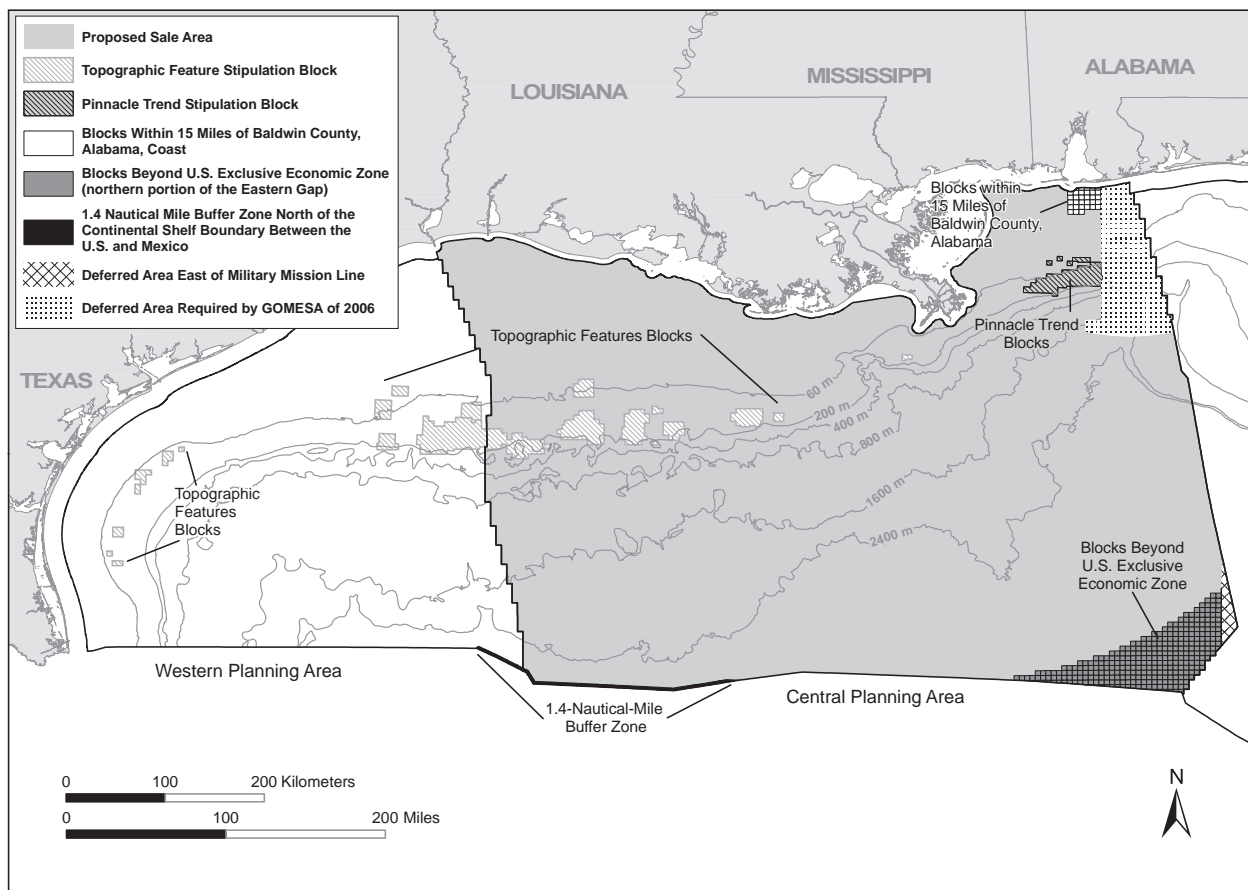 Proposed Sale Area
Topographic Feature Stipulation Block
Pinnacle Trend Stipulation Block
Blocks Within 15 Miles of Baldwin County,
Alabama, Coast
Blocks Beyond U.S. Exclusive Economic Zone
(northern portion of the Eastern Gap)
1.4 Nautical Mile Buffer Zone North of the
Continental Shelf Boundary Between the
U.S. and Mexico
Deferred Area East of Military Mission Line
Deferred Area Required by GOMESA of 2006
LOUISIANA
MISSISSIPPI
ALABAMA
TEXAS
Blocks within
15 Miles of
Baldwin County,
Alabama
Pinnacle Trend
Blocks
Topographic Features Blocks
60 m
200 m
400 m
800 m
1600 m
2400 m
Topographic
Features
Blocks
Blocks Beyond
U.S. Exclusive
Economic Zone
Western Planning Area
Central Planning Area
1.4-Nautical-Mile
Buffer Zone
0 100 200 Kilometers
0 100 200 Miles
N